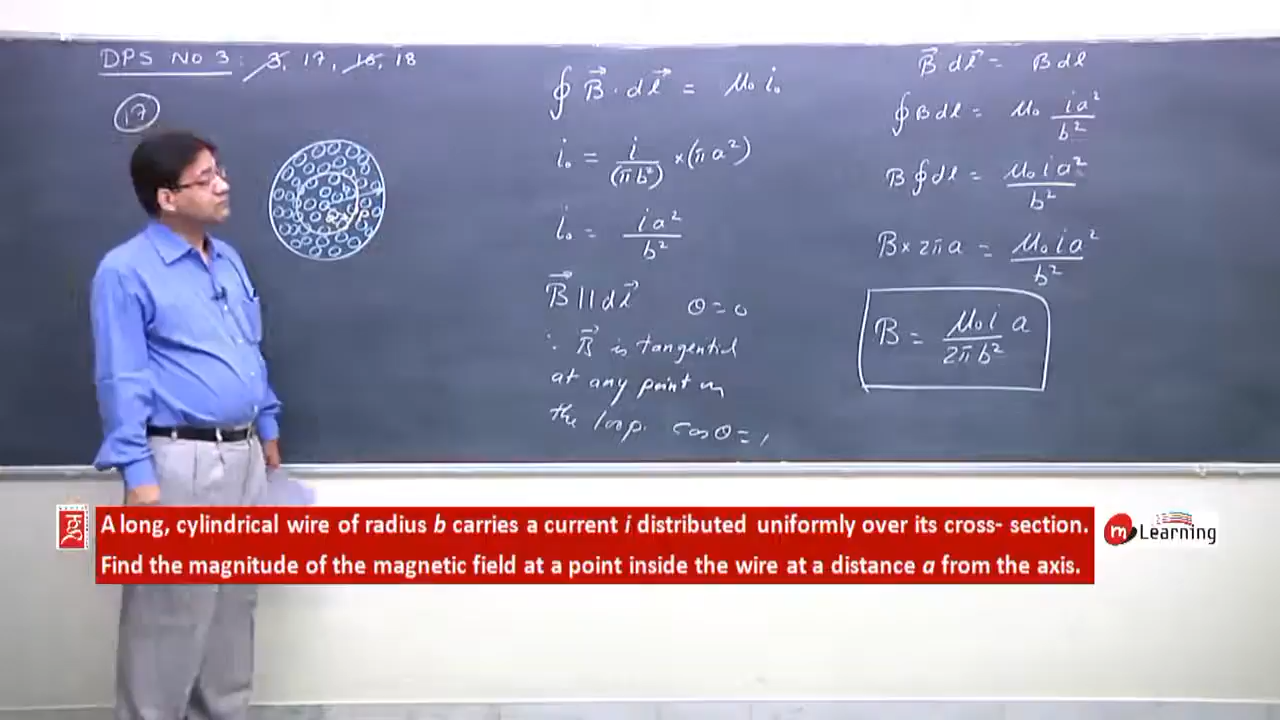 DPS NO 3 : 3, 17, 16, 18
17
∮ B⃗ · dl⃗ = μ₀ i₀
i₀ = i/(πb²) × (πa²)
i₀ = ia²/b²
B⃗ || dl⃗ θ = 0
∵ B⃗ is tangential
at any point on
the loop. cos θ = 1
B⃗ dl⃗ = B dl
∮ B dl = μ₀ ia²/b²
B ∮ dl = μ₀ia²/b²
B × 2πa = μ₀ia²/b²
B = μ₀i/2πb² a
A long, cylindrical wire of radius b carries a current i distributed uniformly over its cross- section.
Find the magnitude of the magnetic field at a point inside the wire at a distance a from the axis.
m Learning